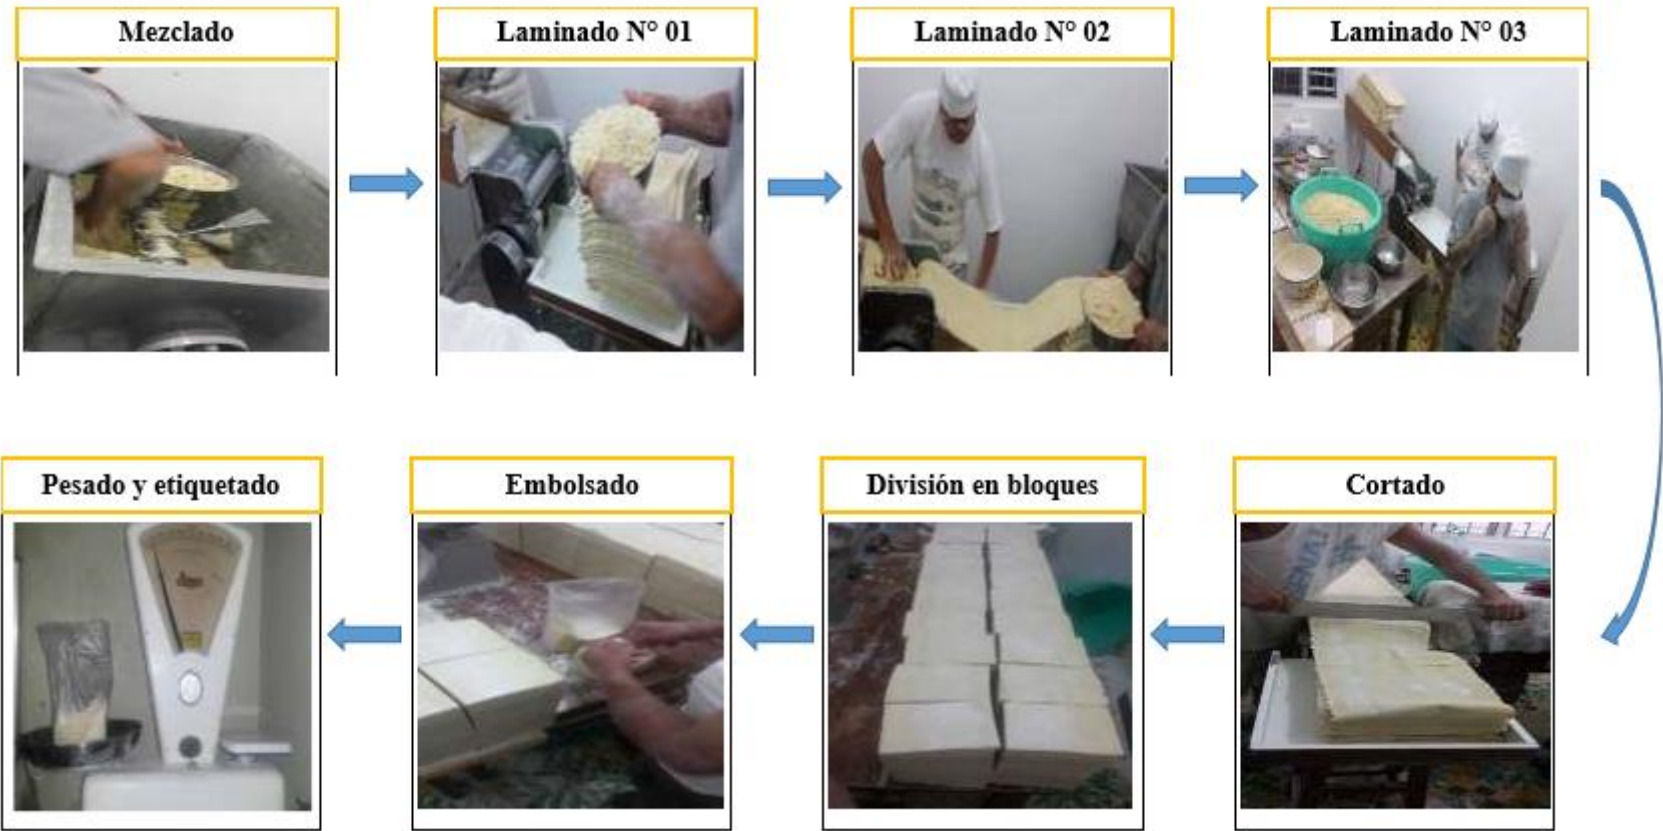 Mezclado
Laminado N° 01
Laminado N° 02
Laminado N° 03
Pesado y etiquetado
Embolsado
División en bloques
Cortado